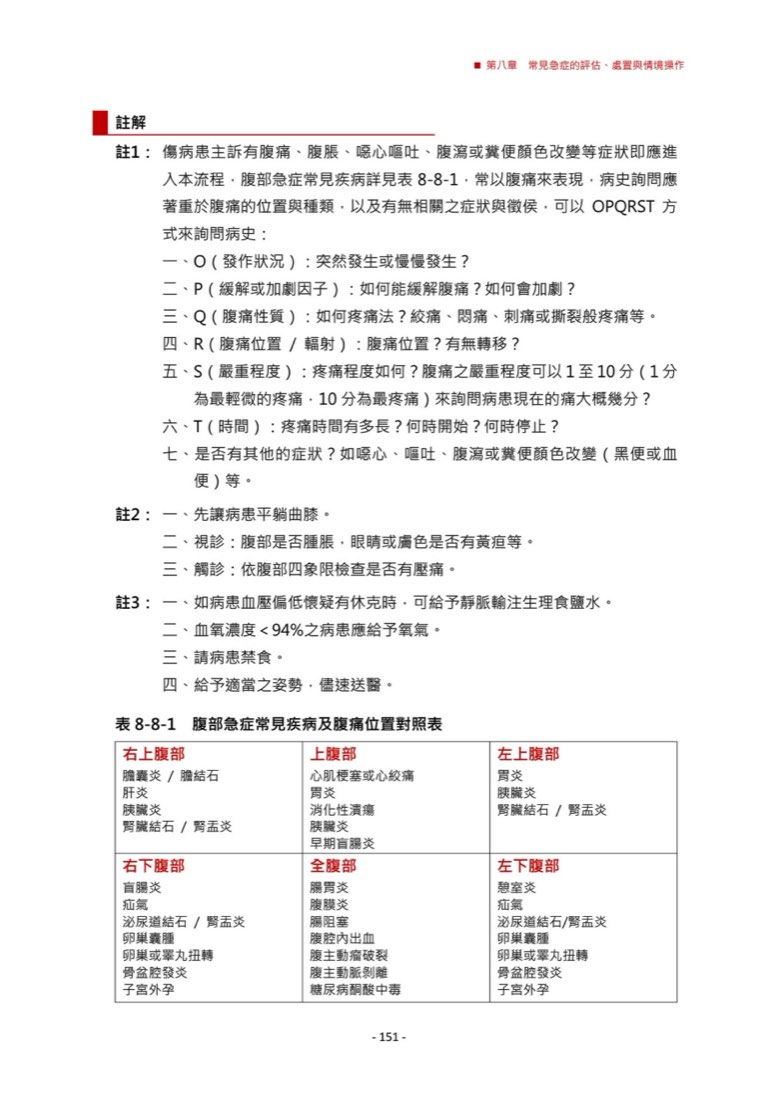 ■ 第八章　常見急症的評估、處置與情境操作
註解
註1： 傷病患主訴有腹痛、腹脹、噁心嘔吐、腹瀉或糞便顏色改變等症狀即應進
入本流程，腹部急症常見疾病詳見表 8-8-1，常以腹痛來表現，病史詢問應
著重於腹痛的位置與種類，以及有無相關之症狀與徵侯，可以 OPQRST 方
式來詢問病史：
一、O（發作狀況）：突然發生或慢慢發生？
二、P（緩解或加劇因子）：如何能緩解腹痛？如何會加劇？
三、Q（腹痛性質）：如何疼痛法？絞痛、悶痛、刺痛或撕裂般疼痛等。
四、R（腹痛位置 / 輻射）：腹痛位置？有無轉移？
五、S（嚴重程度）：疼痛程度如何？腹痛之嚴重程度可以 1 至 10 分（1 分
為最輕微的疼痛，10 分為最疼痛）來詢問病患現在的痛大概幾分？
六、T（時間）：疼痛時間有多長？何時開始？何時停止？
七、是否有其他的症狀？如噁心、嘔吐、腹瀉或糞便顏色改變（黑便或血
便）等。
註2： 一、先讓病患平躺曲膝。
二、視診：腹部是否腫脹，眼睛或膚色是否有黃疸等。
三、觸診：依腹部四象限檢查是否有壓痛。
註3： 一、如病患血壓偏低懷疑有休克時，可給予靜脈輸注生理食鹽水。
二、血氧濃度＜94%之病患應給予氧氣。
三、請病患禁食。
四、給予適當之姿勢，儘速送醫。
表 8-8-1　腹部急症常見疾病及腹痛位置對照表
右上腹部
膽囊炎 / 膽結石
肝炎
胰臟炎
腎臟結石 / 腎盂炎
上腹部
心肌梗塞或心絞痛
胃炎
消化性潰瘍
胰臟炎
早期盲腸炎
左上腹部
胃炎
胰臟炎
腎臟結石 / 腎盂炎
右下腹部
盲腸炎
疝氣
泌尿道結石 / 腎盂炎
卵巢囊腫
卵巢或睪丸扭轉
骨盆腔發炎
子宮外孕
全腹部
腸胃炎
腹膜炎
腸阻塞
腹腔內出血
腹主動瘤破裂
腹主動脈剝離
糖尿病酮酸中毒
左下腹部
憩室炎
疝氣
泌尿道結石/腎盂炎
卵巢囊腫
卵巢或睪丸扭轉
骨盆腔發炎
子宮外孕
- 151 -